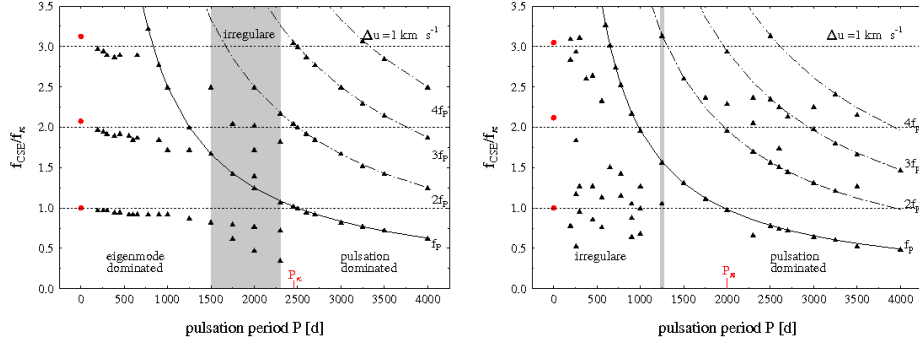 3.5
3.0
2.5
2.0
1.5
1.0
0.5
0.0
f_CSE/f_κ
irregulare
Δu = 1 km s⁻¹
4f_P
3f_P
2f_P
f_P
eigenmode
dominated
pulsation
dominated
P_κ
0 500 1000 1500 2000 2500 3000 3500 4000
pulsation period P [d]
3.5
3.0
2.5
2.0
1.5
1.0
0.5
0.0
f_CSE/f_κ
Δu = 1 km s⁻¹
4f_P
3f_P
2f_P
f_P
irregulare
pulsation
dominated
P_κ
0 500 1000 1500 2000 2500 3000 3500 4000
pulsation period P [d]